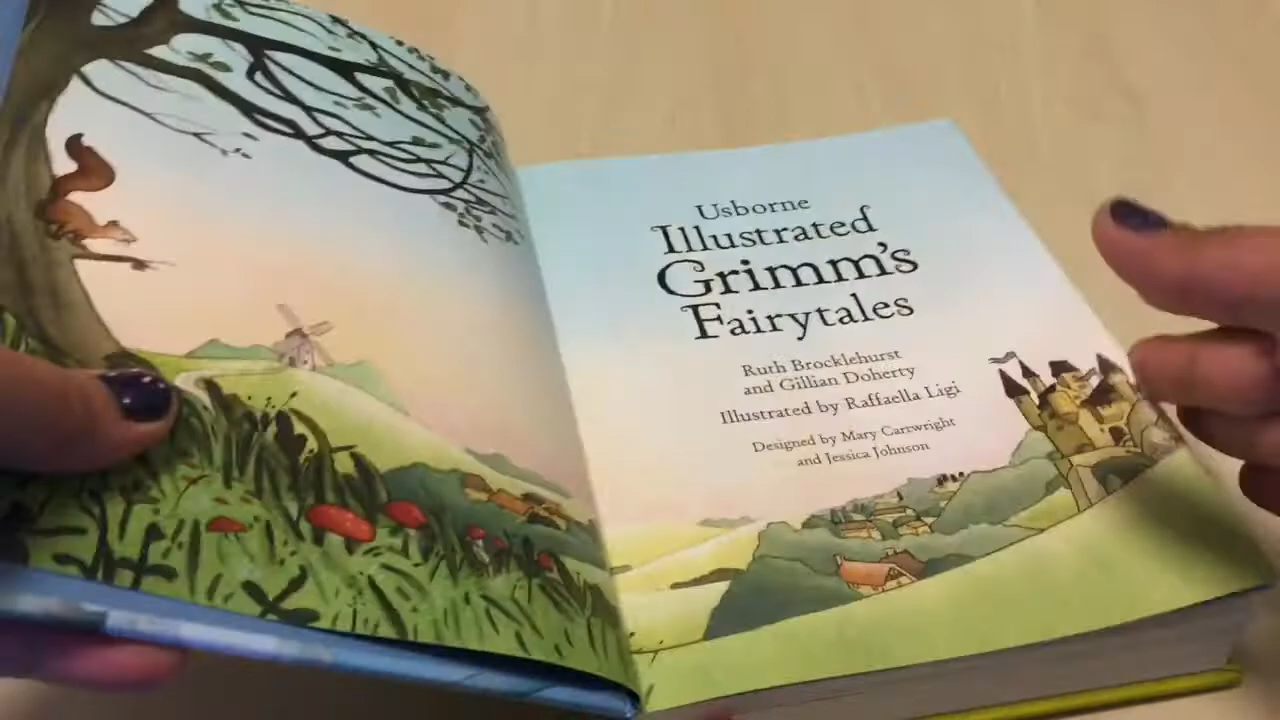 Usborne
Illustrated
Grimm's
Fairytales
Ruth Brocklehurst
and Gillian Doherty
Illustrated by Raffaella Ligi
Designed by Mary Cartwright
and Jessica Johnson